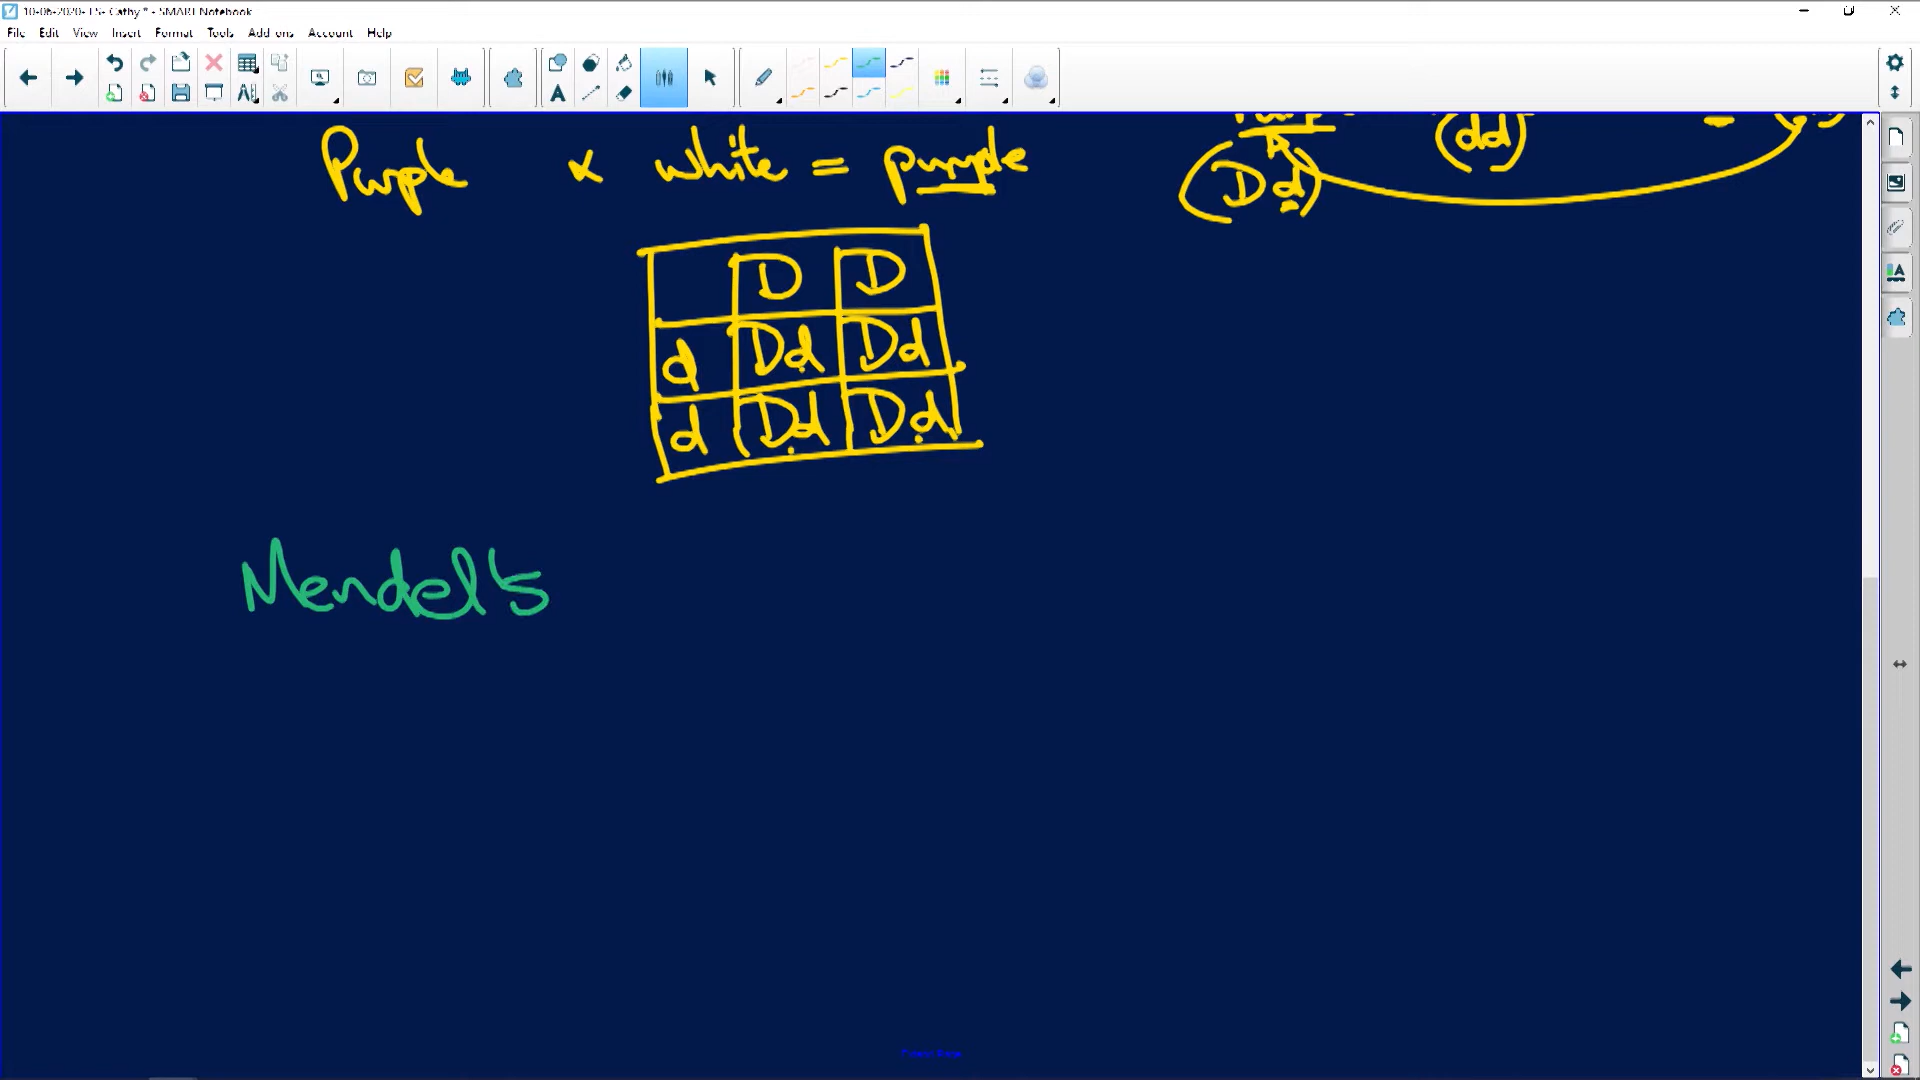 File Edit View Insert Format Tools Add-ons Account Help
Purple × white = purple
(dd)
(Dd)
D D
d Dd Dd
d Dd Dd
Mendel's